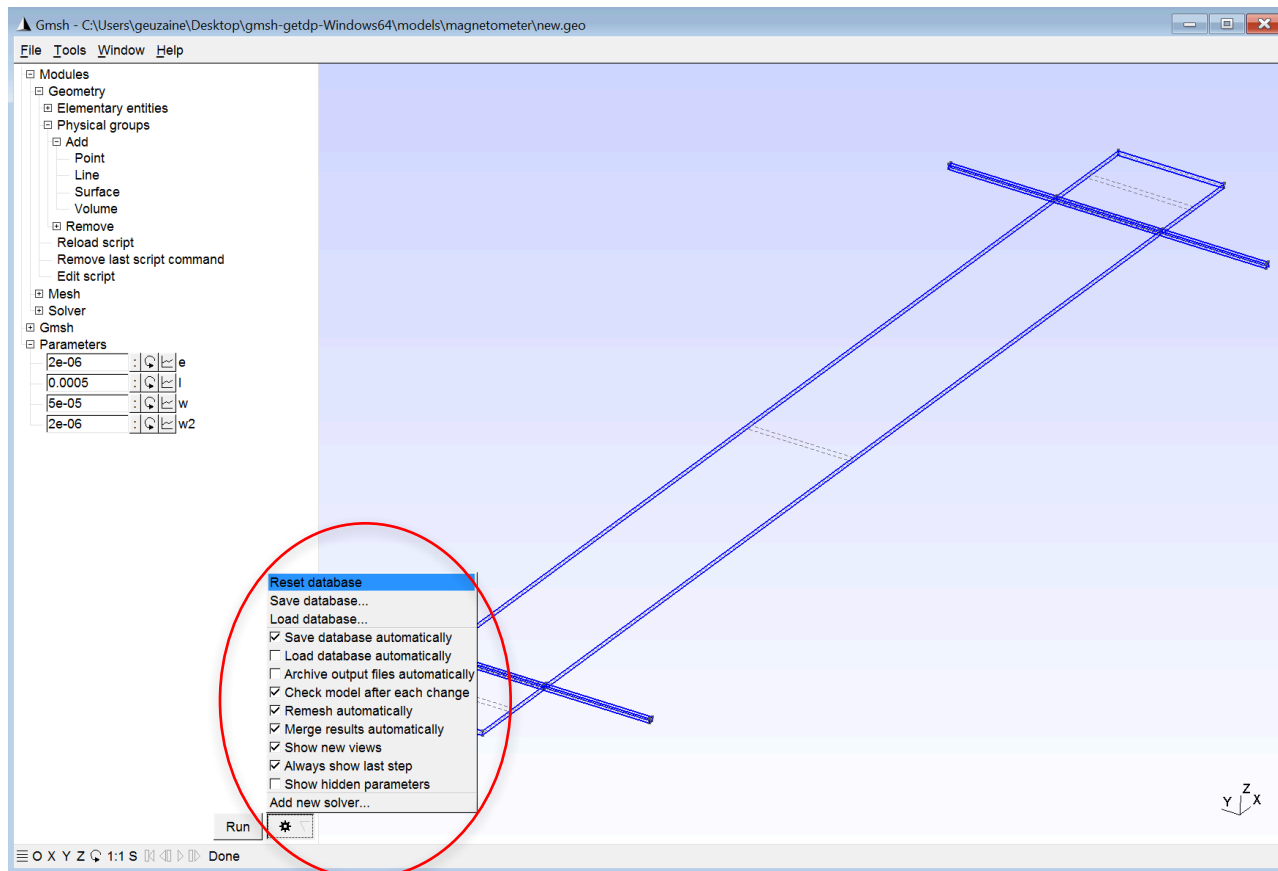 Gmsh - C:\Users\geuzaine\Desktop\gmsh-getdp-Windows64\models\magnetometer\new.geo
File Tools Window Help
Modules
Geometry
Elementary entities
Physical groups
Add
Point
Line
Surface
Volume
Remove
Reload script
Remove last script command
Edit script
Mesh
Solver
Gmsh
Parameters
2e-06 : e
0.0005 : l
5e-05 : w
2e-06 : w2
Reset database
Save database...
Load database...
Save database automatically
Load database automatically
Archive output files automatically
Check model after each change
Remesh automatically
Merge results automatically
Show new views
Always show last step
Show hidden parameters
Add new solver...
Z
Y X
Run
O X Y Z 1:1 S Done